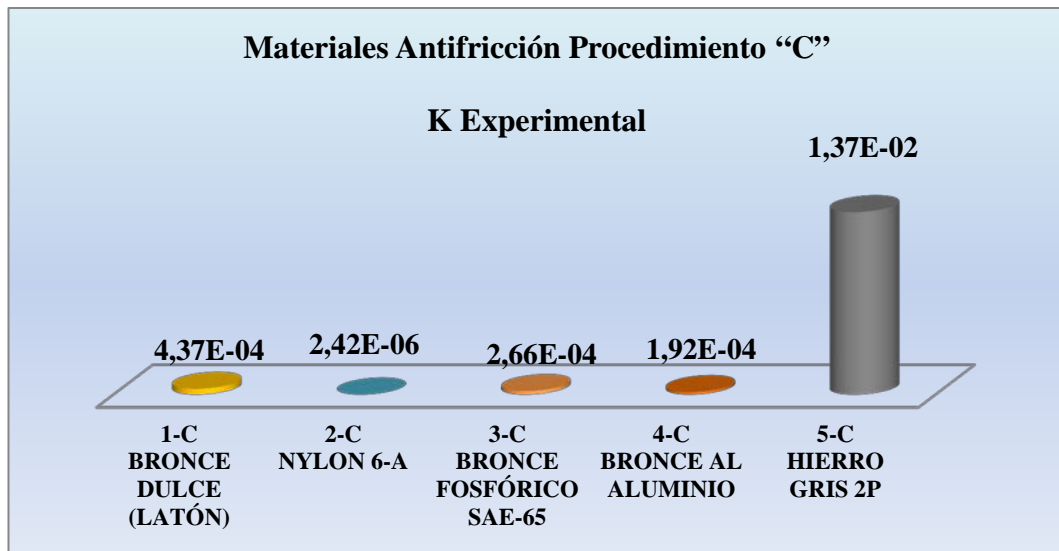 Materiales Antifricción Procedimiento “C”
K Experimental
1,37E-02
4,37E-04
2,42E-06
2,66E-04
1,92E-04
1-C
BRONCE
DULCE
(LATÓN)
2-C
NYLON 6-A
3-C
BRONCE
FOSFÓRICO
SAE-65
4-C
BRONCE AL
ALUMINIO
5-C
HIERRO
GRIS 2P